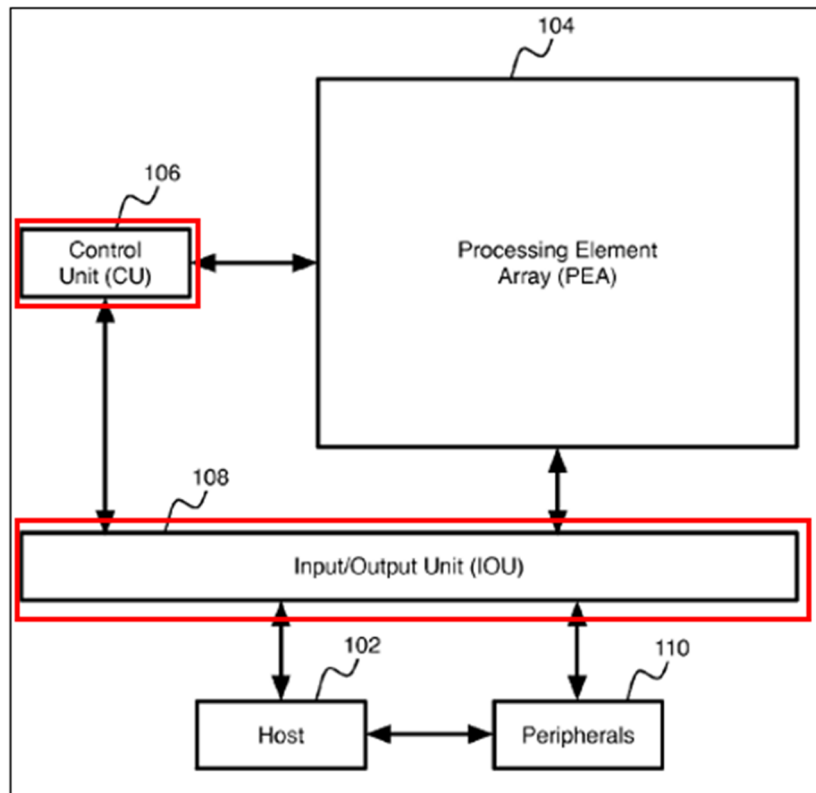 104
106
Control
Unit (CU)
Processing Element
Array (PEA)
108
Input/Output Unit (IOU)
102
110
Host
Peripherals